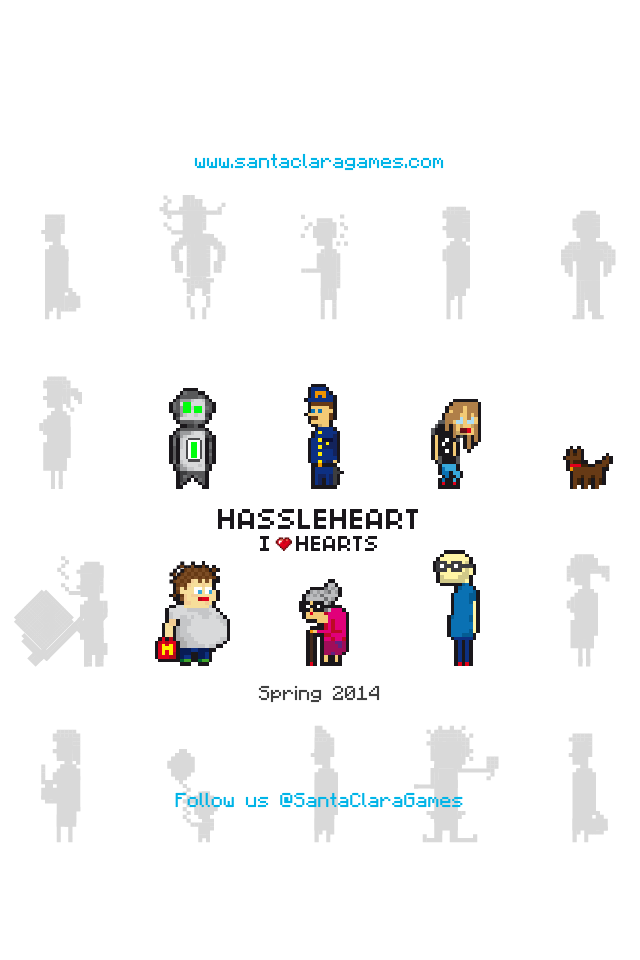 www.santaclaragames.com
HASSLEHEART
I ❤ HEARTS
M
Spring 2014
Follow us @SantaClaraGames